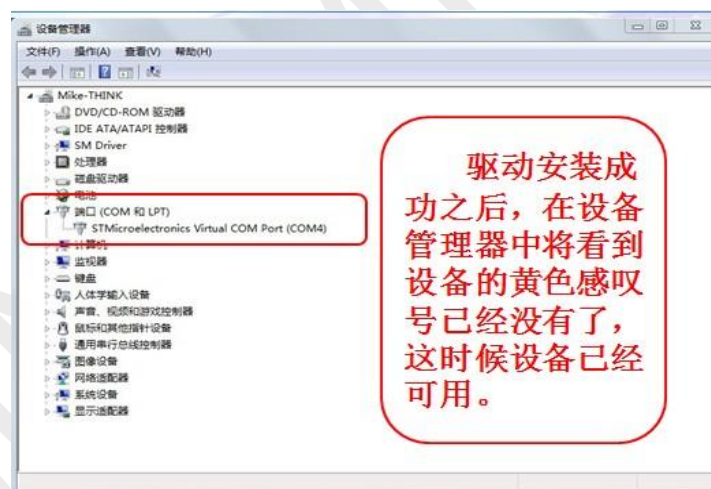 设备管理器
文件(F) 操作(A) 查看(V) 帮助(H)
Mike-THINK
DVD/CD-ROM 驱动器
IDE ATA/ATAPI 控制器
SM Driver
处理器
磁盘驱动器
电池
端口 (COM 和 LPT)
STMicroelectronics Virtual COM Port (COM4)
计算机
监视器
键盘
人体学输入设备
声音、视频和游戏控制器
鼠标和其他指针设备
通用串行总线控制器
图像设备
网络适配器
系统设备
显示适配器
驱动安装成
功之后，在设备
管理器中将看到
设备的黄色感叹
号已经没有了，
这时候设备已经
可用。